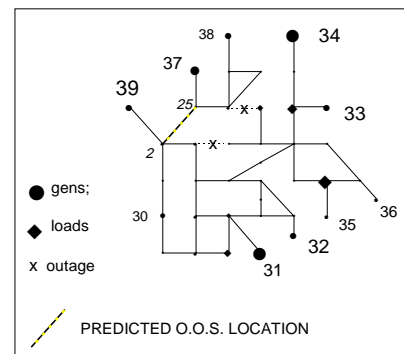 38
34
37
39
25
x
33
2
x
gens;
loads
x outage
30
35
36
32
31
PREDICTED O.O.S. LOCATION